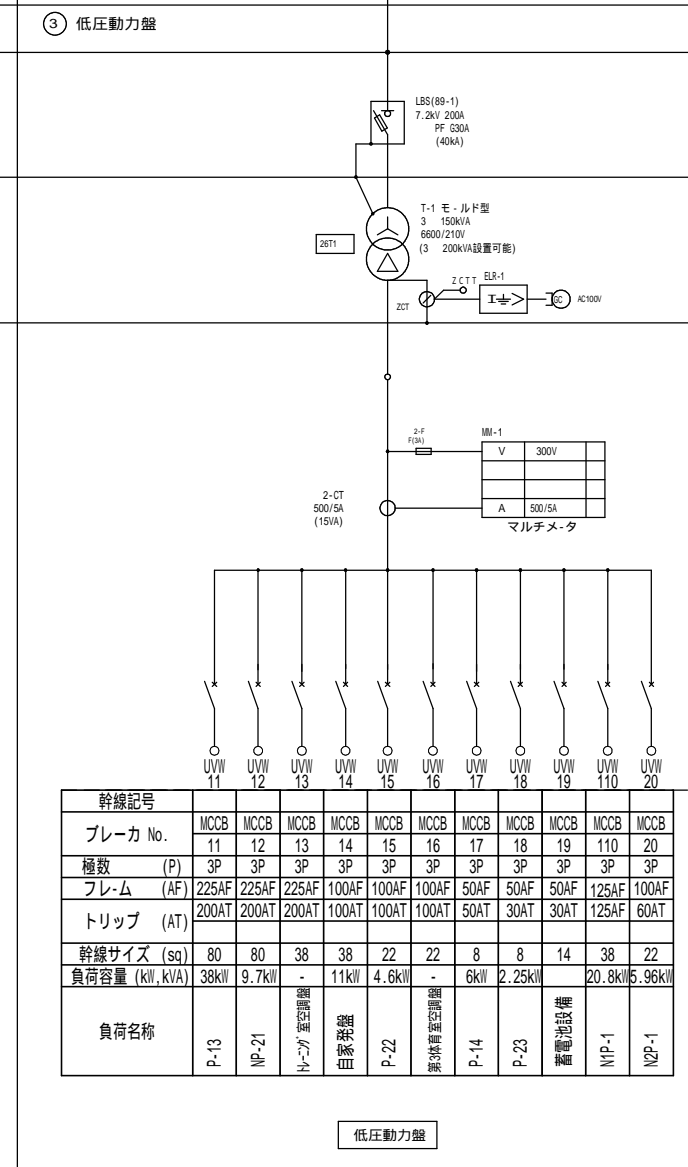 ③ 低圧動力盤
LBS(89-1)
7.2kV 200A
PF G30A
(40kA)
T-1 モ-ルド型
3 150kVA
6600/210V
(3 200kVA設置可能)
26T1
ZCTT ELR-1
ZCT
I
GC
AC100V
2-F
F(3A)
MM-1
V 300V
2-CT
500/5A
(15VA)
A 500/5A
マルチメ-タ
UVW UVW UVW UVW UVW UVW UVW UVW UVW UVW UVW
11 12 13 14 15 16 17 18 19 110 20
幹線記号
ブレーカ No. MCCB MCCB MCCB MCCB MCCB MCCB MCCB MCCB MCCB MCCB MCCB
11 12 13 14 15 16 17 18 19 110 20
極数 (P) 3P 3P 3P 3P 3P 3P 3P 3P 3P 3P 3P
フレ-ム (AF) 225AF 225AF 225AF 100AF 100AF 100AF 50AF 50AF 50AF 125AF 100AF
トリップ (AT) 200AT 200AT 200AT 100AT 100AT 100AT 50AT 30AT 30AT 125AF 60AT
幹線サイズ (sq) 80 80 38 38 22 22 8 8 14 38 22
負荷容量 (kW,kVA) 38kW 9.7kW - 11kW 4.6kW - 6kW 2.25kW 20.8kW 5.96kW
負荷名称 P-13 NP-21 トレーニング室空調盤 自家発盤 P-22 第3体育室空調盤 P-14 P-23 蓄電池設備 N1P-1 N2P-1
低圧動力盤